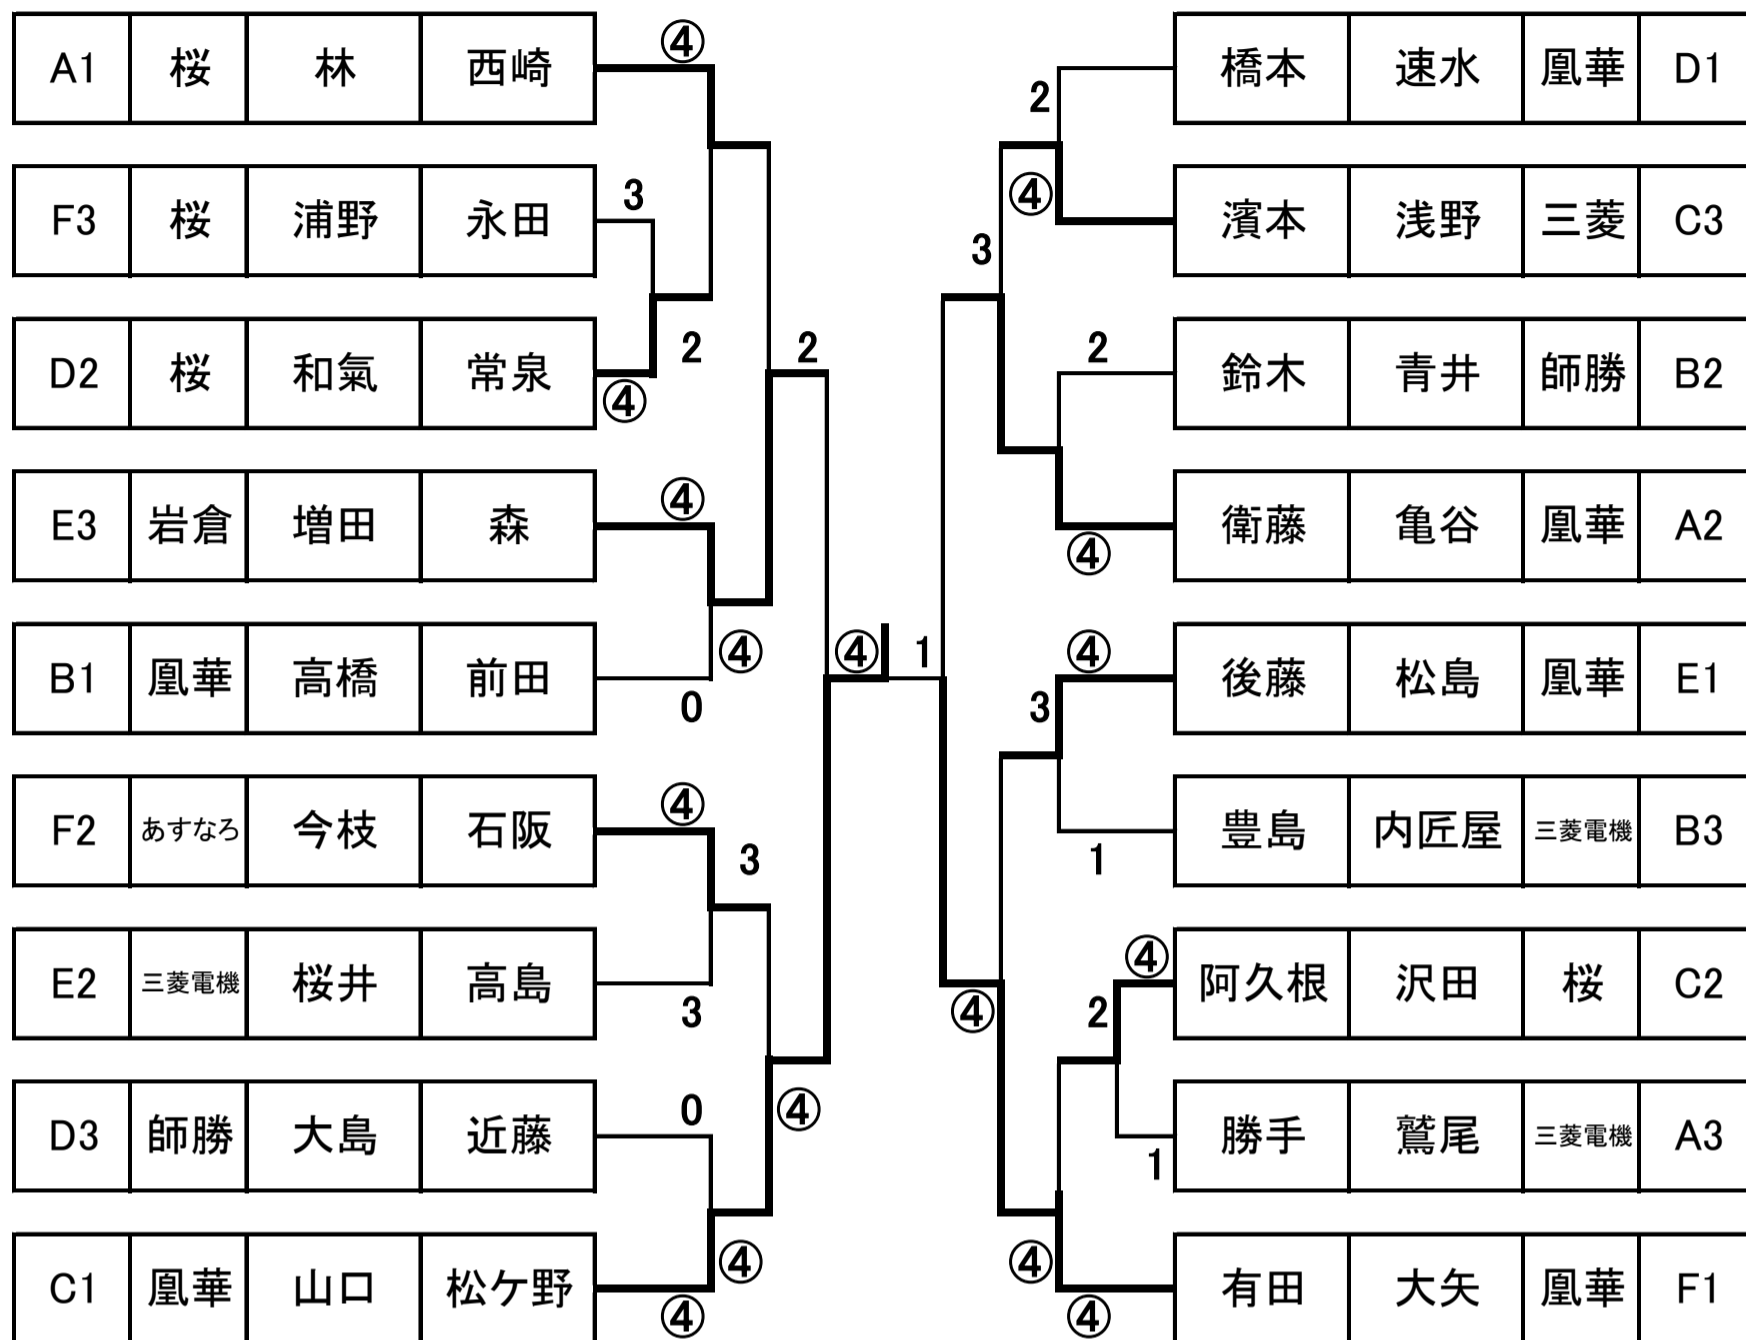 ④
A1 桜 林 西崎
橋本 速水 凰華 D1
2
F3 桜 浦野 永田
3
④
濱本 浅野 三菱 C3
3
D2 桜 和氣 常泉
④
2
2
2
鈴木 青井 師勝 B2
E3 岩倉 増田 森
④
衛藤 亀谷 凰華 A2
④
B1 凰華 高橋 前田
0
④
④
1
3
④
後藤 松島 凰華 E1
F2 あすなろ 今枝 石阪
④
3
1
豊島 内匠屋 三菱電機 B3
E2 三菱電機 桜井 高島
3
④
2
④
阿久根 沢田 桜 C2
D3 師勝 大島 近藤
0
④
1
勝手 鷲尾 三菱電機 A3
C1 凰華 山口 松ケ野
④
④
④
④
有田 大矢 凰華 F1